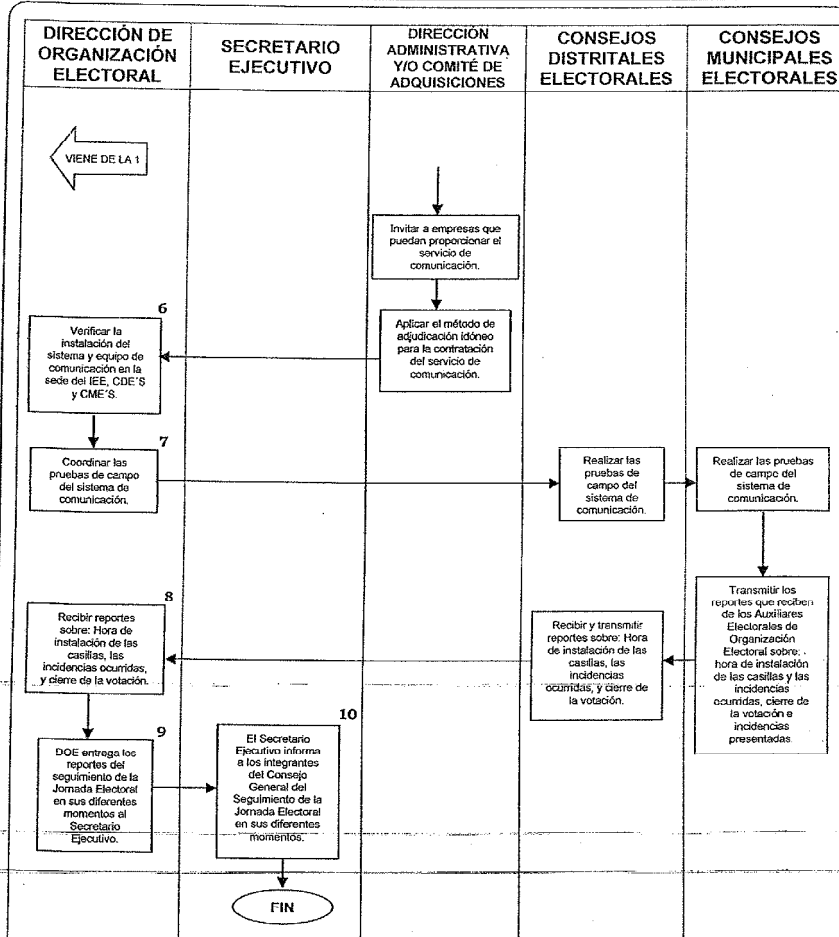 DIRECCIÓN DE
ORGANIZACIÓN
ELECTORAL
SECRETARIO
EJECUTIVO
DIRECCIÓN
ADMINISTRATIVA
Y/O COMITÉ DE
ADQUISICIONES
CONSEJOS
DISTRITALES
ELECTORALES
CONSEJOS
MUNICIPALES
ELECTORALES
VIENE DE LA 1
Invitar a empresas que
puedan proporcionar el
servicio de
comunicación.
Aplicar el método de
adjudicación idóneo
para la contratación
del servicio de
comunicación.
6
Verificar la
instalación del
sistema y equipo de
comunicación en la
sede del IEE, CDE'S
y CME'S.
7
Coordinar las
pruebas de campo
del sistema de
comunicación.
Realizar las
pruebas de
campo del
sistema de
comunicación.
Realizar las pruebas
de campo del
sistema de
comunicación.
Transmitir los
reportes que reciben
de los Auxiliares
Electorales de
Organización
Electoral sobre:
hora de instalación
de las casillas y las
incidencias
ocurridas, cierre de
la votación e
incidencias
presentadas.
Recibir y transmitir
reportes sobre: Hora
de instalación de las
casillas, las
incidencias
ocurridas, y cierre de
la votación.
8
Recibir reportes
sobre: Hora de
instalación de las
casillas, las
incidencias ocurridas,
y cierre de la votación.
9
DOE entrega los
reportes del
seguimiento de la
Jornada Electoral
en sus diferentes
momentos al
Secretario
Ejecutivo.
10
El Secretario
Ejecutivo informa
a los integrantes
del Consejo
General del
Seguimiento de la
Jornada Electoral
en sus diferentes
momentos.
FIN